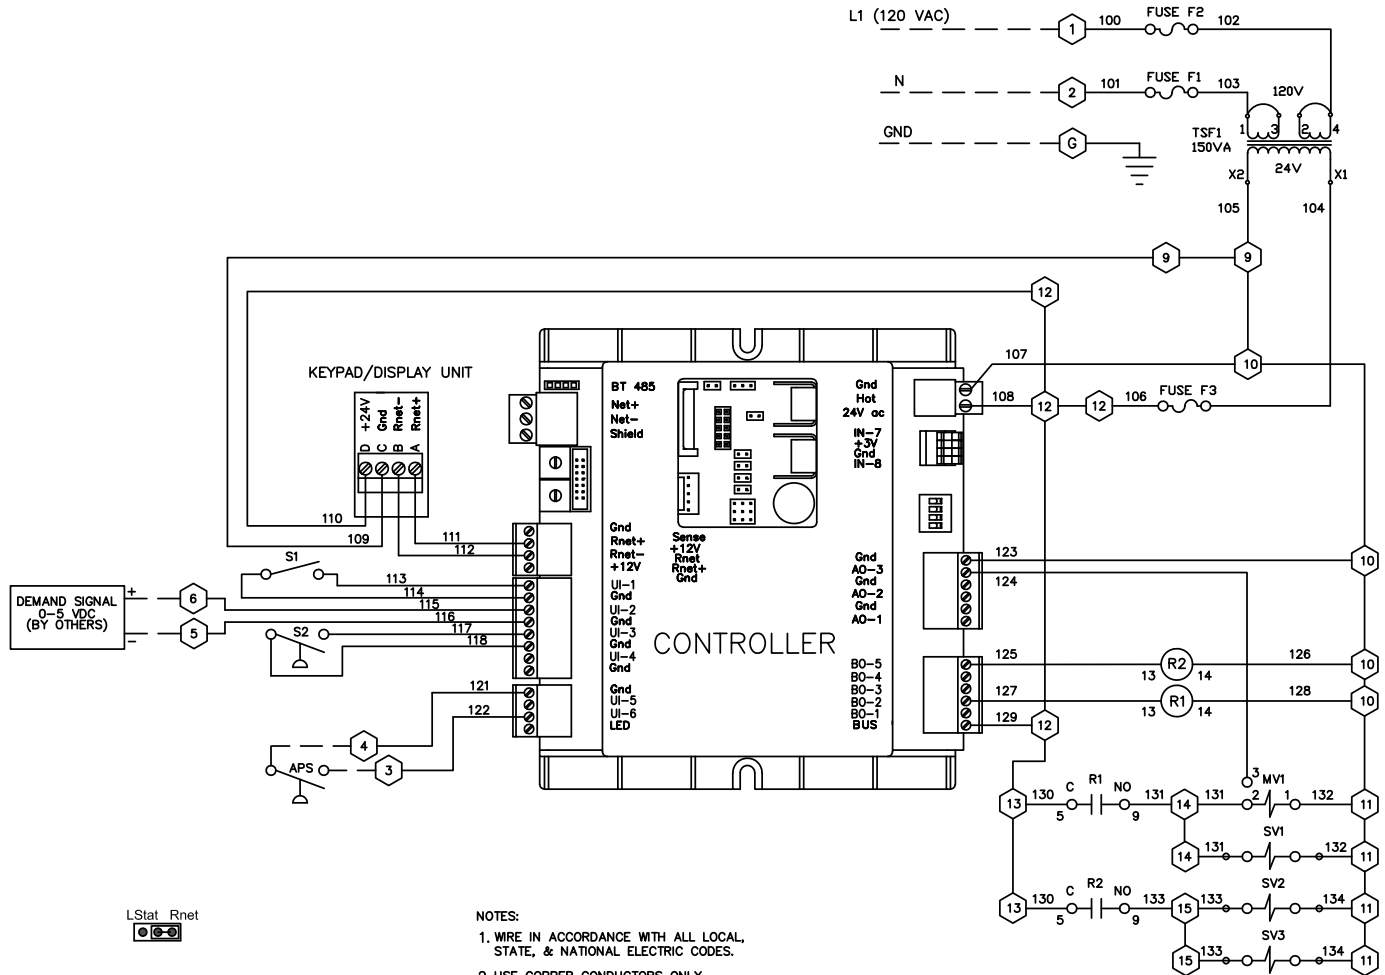 L1 (120 VAC)
1
100
FUSE F2
102
N
2
101
FUSE F1
103
120V
GND
G
TSF1
150VA
1
3
2
4
24V
X2
X1
105
104
9
9
12
107
10
KEYPAD/DISPLAY UNIT
D +24V
C Gnd
B Rnet-
A Rnet+
BT 485
Net+
Net-
Shield
Gnd
Hot
24V ac
108
12
12
106
FUSE F3
IN-7
+3V
Gnd
IN-8
110
109
111
112
Gnd
Rnet+
Rnet-
+12V
Sense
+12V
Rnet
Rnet+
Gnd
S1
113
114
115
116
117
118
UI-1
Gnd
UI-2
Gnd
UI-3
Gnd
UI-4
Gnd
DEMAND SIGNAL
0-5 VDC
(BY OTHERS)
+
-
6
5
S2
CONTROLLER
Gnd
AO-3
Gnd
AO-2
Gnd
AO-1
123
124
10
BO-5
BO-4
BO-3
BO-2
BO-1
BUS
125
13
R2
14
126
10
127
13
R1
14
128
10
129
12
121
122
Gnd
UI-5
UI-6
LED
4
APS
3
13
130
C
5
R1
NO
9
131
14
131
3
2
MV1
1
132
11
14
131
SV1
132
11
13
130
C
5
R2
NO
9
133
15
133
SV2
134
11
15
133
SV3
134
11
LStat Rnet
NOTES:
1. WIRE IN ACCORDANCE WITH ALL LOCAL,
STATE, & NATIONAL ELECTRIC CODES.
2. USE COPPER CONDUCTORS ONLY